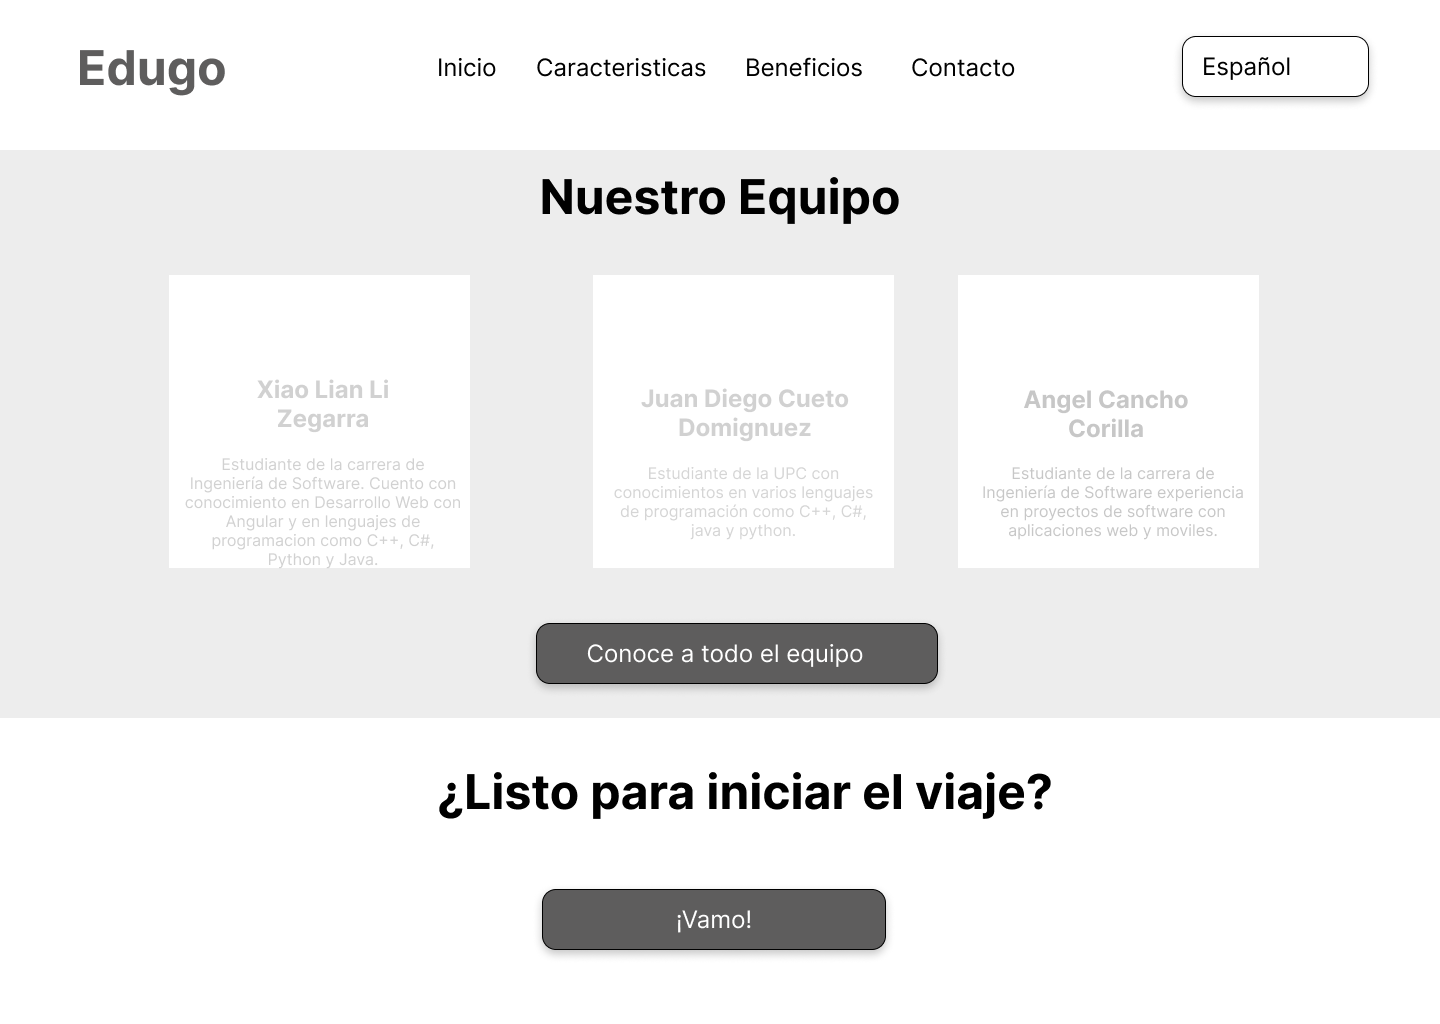 Edugo
Inicio
Caracteristicas
Beneficios
Contacto
Español
Nuestro Equipo
Xiao Lian Li
Zegarra
Estudiante de la carrera de
Ingeniería de Software. Cuento con
conocimiento en Desarrollo Web con
Angular y en lenguajes de
programacion como C++, C#,
Python y Java.
Juan Diego Cueto
Domignuez
Estudiante de la UPC con
conocimientos en varios lenguajes
de programación como C++, C#,
java y python.
Angel Cancho
Corilla
Estudiante de la carrera de
Ingeniería de Software experiencia
en proyectos de software con
aplicaciones web y moviles.
Conoce a todo el equipo
¿Listo para iniciar el viaje?
¡Vamo!